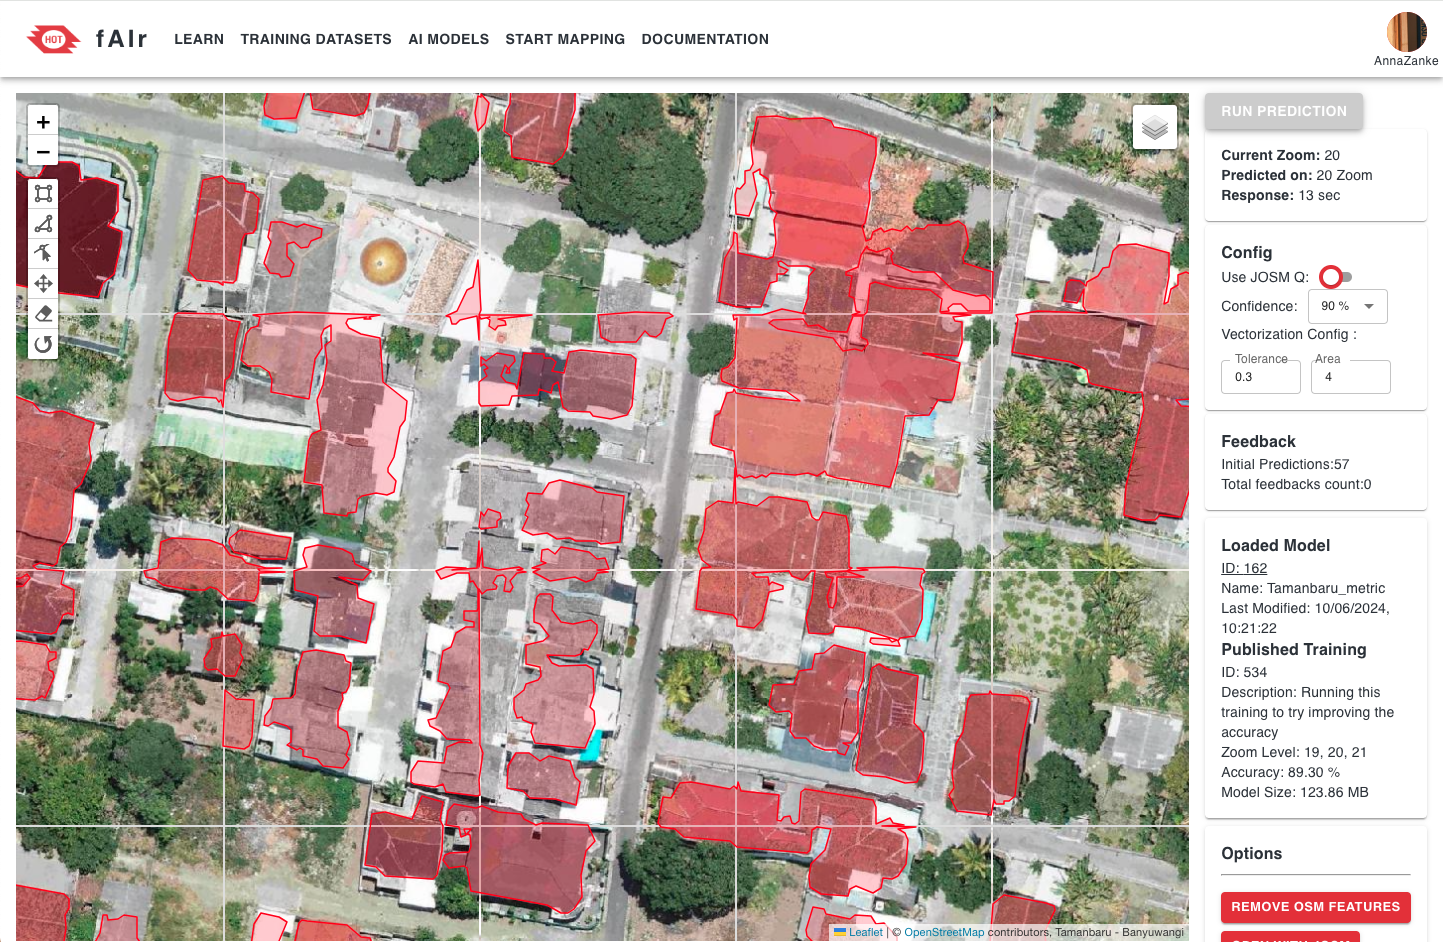 HOT
fAIr
LEARN
TRAINING DATASETS
AI MODELS
START MAPPING
DOCUMENTATION
AnnaZanke
+
−
RUN PREDICTION
Current Zoom: 20
Predicted on: 20 Zoom
Response: 13 sec
Config
Use JOSM Q:
Confidence: 90 %
Vectorization Config :
Tolerance
0.3
Area
4
Feedback
Initial Predictions:57
Total feedbacks count:0
Loaded Model
ID: 162
Name: Tamanbaru_metric
Last Modified: 10/06/2024,
10:21:22
Published Training
ID: 534
Description: Running this
training to try improving the
accuracy
Zoom Level: 19, 20, 21
Accuracy: 89.30 %
Model Size: 123.86 MB
Options
REMOVE OSM FEATURES
Leaflet | © OpenStreetMap contributors, Tamanbaru - Banyuwangi